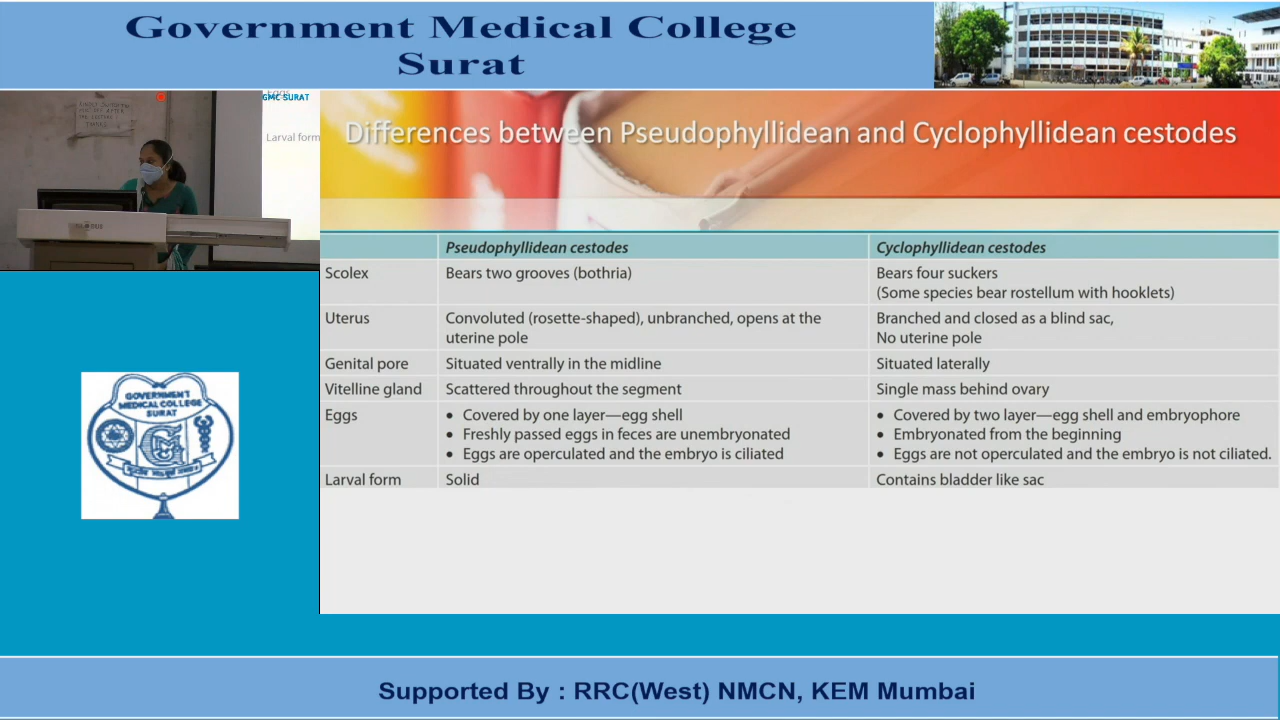 Government Medical College
Surat
GMC SURAT
Larval form
Differences between Pseudophyllidean and Cyclophyllidean cestodes
Pseudophyllidean cestodes
Cyclophyllidean cestodes
Scolex
Bears two grooves (bothria)
Bears four suckers
(Some species bear rostellum with hooklets)
Uterus
Convoluted (rosette-shaped), unbranched, opens at the
uterine pole
Branched and closed as a blind sac,
No uterine pole
Genital pore
Situated ventrally in the midline
Situated laterally
Vitelline gland
Scattered throughout the segment
Single mass behind ovary
Eggs
• Covered by one layer—egg shell
• Freshly passed eggs in feces are unembryonated
• Eggs are operculated and the embryo is ciliated
• Covered by two layer—egg shell and embryophore
• Embryonated from the beginning
• Eggs are not operculated and the embryo is not ciliated.
Larval form
Solid
Contains bladder like sac
GOVERNMENT
MEDICAL COLLEGE
SURAT
Supported By : RRC(West) NMCN, KEM Mumbai